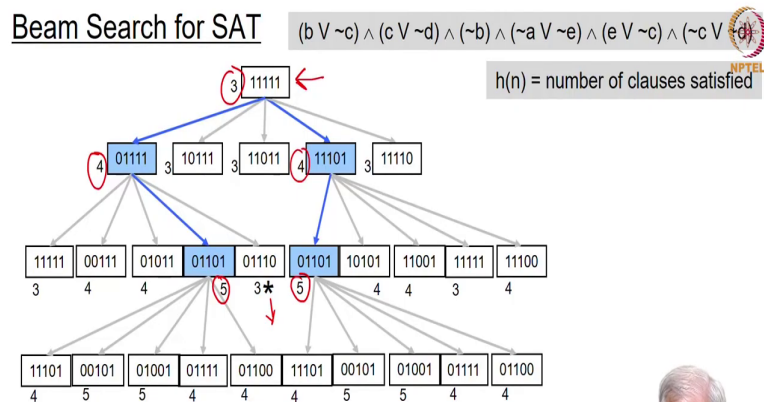 Beam Search for SAT
(b V ~c) ∧ (c V ~d) ∧ (~b) ∧ (~a V ~e) ∧ (e V ~c) ∧ (~c V ~d)
NPTEL
h(n) = number of clauses satisfied
3 11111
4 01111 3 10111 3 11011 4 11101 3 11110
11111 00111 01011 01101 01110 01101 10101 11001 11111 11100
3 4 4 5 3 * 5 4 4 3 4
11101 00101 01001 01111 01100 11101 00101 01001 01111 01100
4 5 5 4 4 4 5 5 4 4